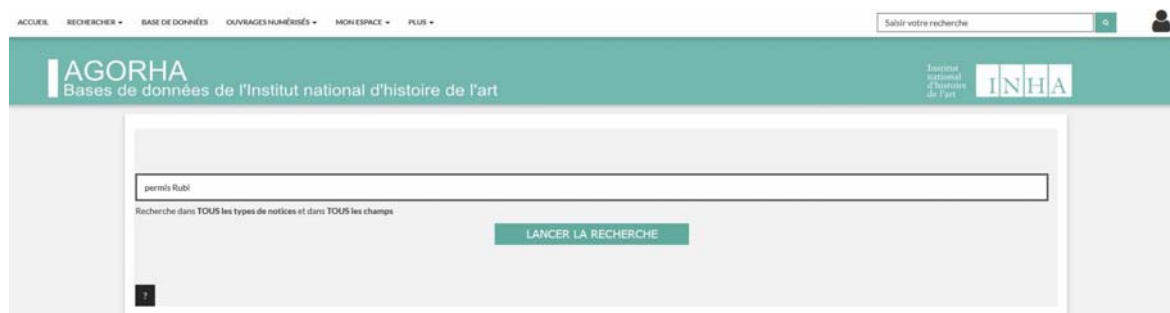 ACCUEIL RECHERCHER BASE DE DONNÉES OUVRAGES NUMÉRISÉS MON ESPACE PLUS Saisir votre recherche
AGORHA
Bases de données de l'Institut national d'histoire de l'art
Institut
national
d'histoire
de l'art
INHA
permis Rubi
Recherche dans TOUS les types de notices et dans TOUS les champs
LANCER LA RECHERCHE
?